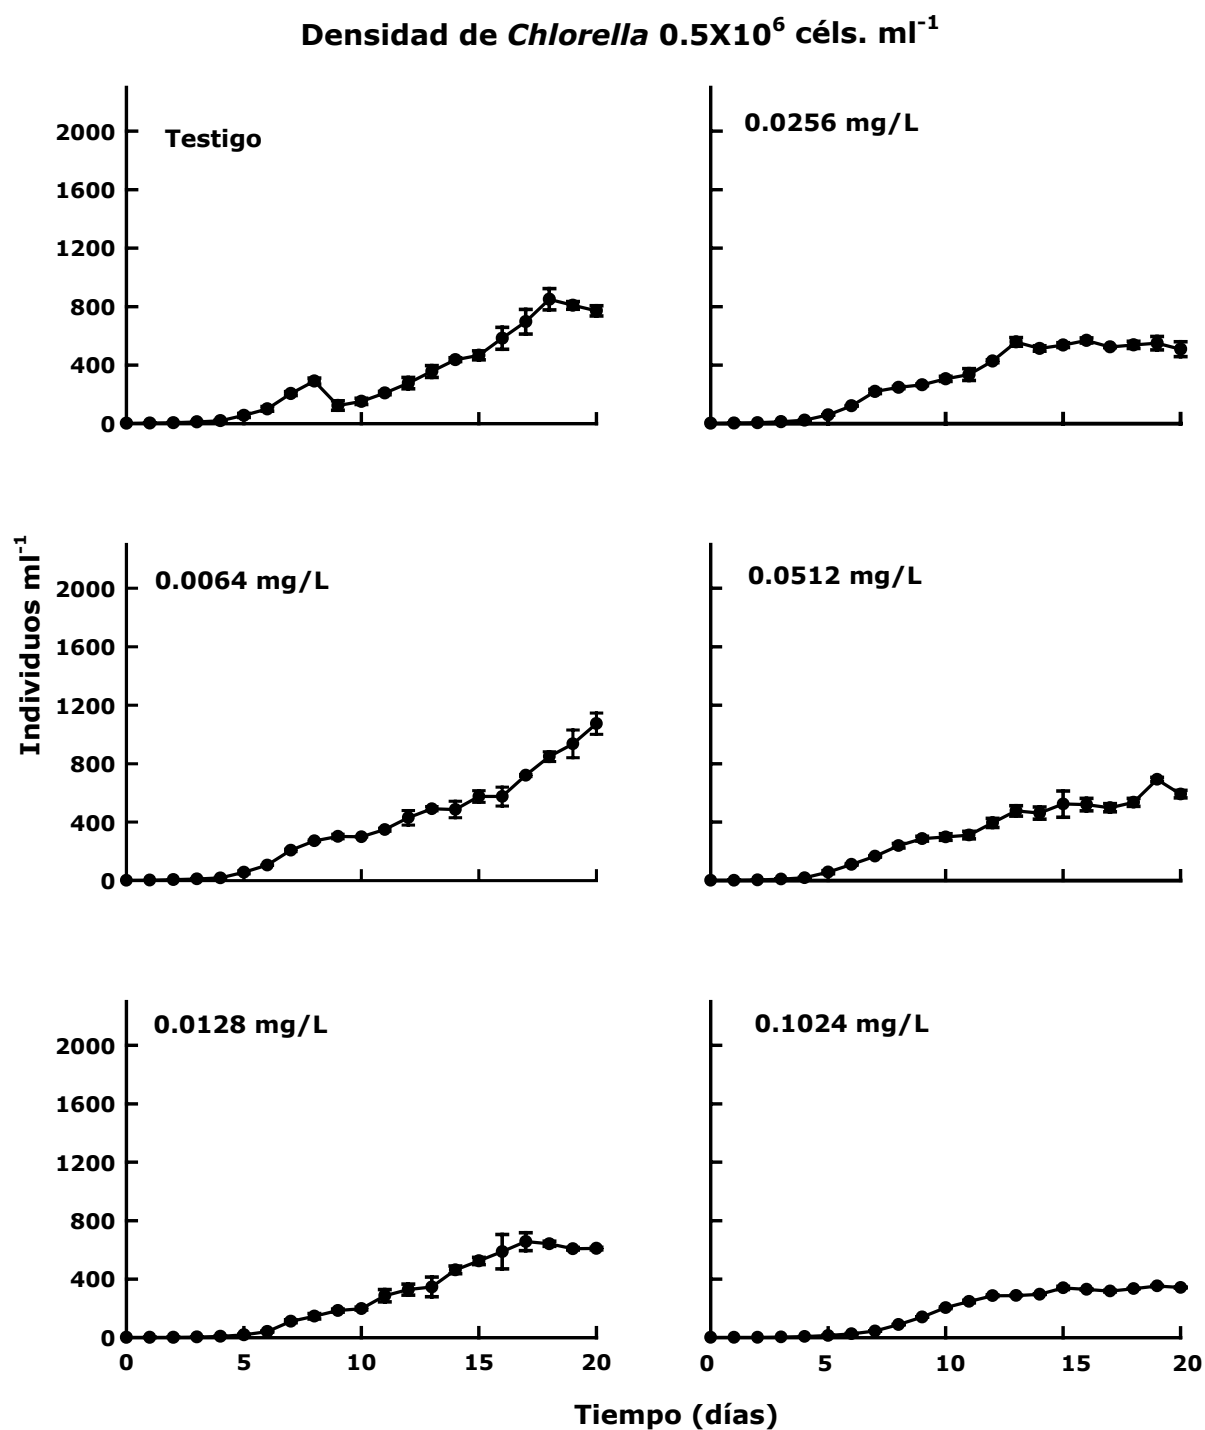 Densidad de Chlorella 0.5X10⁶ céls. ml⁻¹
Testigo
2000
1600
1200
800
400
0
0.0256 mg/L
Individuos ml⁻¹
0.0064 mg/L
2000
1600
1200
800
400
0
0.0512 mg/L
0.0128 mg/L
2000
1600
1200
800
400
0
0 5 10 15 20
0.1024 mg/L
0 5 10 15 20
Tiempo (días)